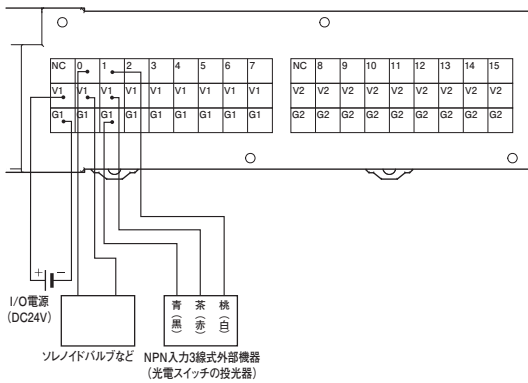 NC 0 1 2 3 4 5 6 7 NC 8 9 10 11 12 13 14 15
V1 V1 V1 V1 V1 V1 V1 V1 V1 V2 V2 V2 V2 V2 V2 V2 V2 V2
G1 G1 G1 G1 G1 G1 G1 G1 G1 G2 G2 G2 G2 G2 G2 G2 G2 G2
+ −
I/O電源
(DC24V)
ソレノイドバルブなど
青(黒) 茶(赤) 桃(白)
NPN入力3線式外部機器
(光電スイッチの投光器)